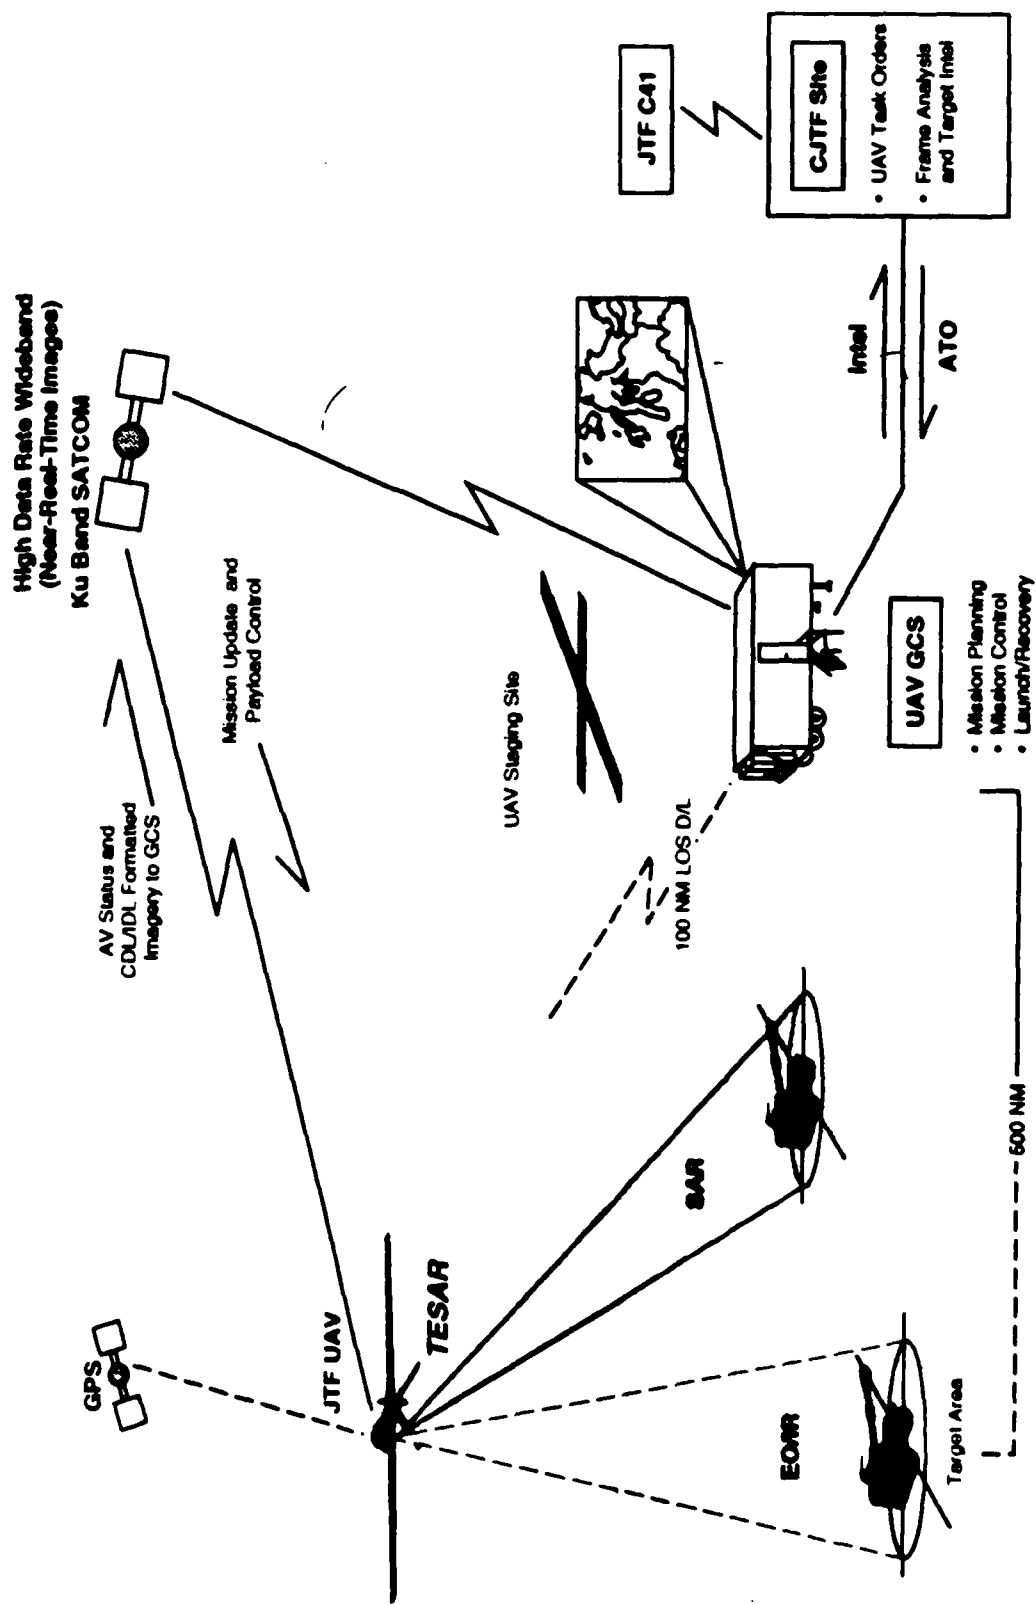 High Data Rate Wideband
(Near-Real-Time Images)
Ku Band SATCOM
GPS
AV Status and
CDL/IDL Formatted
Imagery to GCS
Mission Update and
Payload Control
JTF UAV
TESAR
UAV Staging Site
100 NM LOS D/L
SAR
EO/IR
Target Area
600 NM
UAV GCS
• Mission Planning
• Mission Control
• Launch/Recovery
Intel
ATO
JTF C41
CJTF Site
• UAV Task Orders
• Frame Analysis
and Target Intel